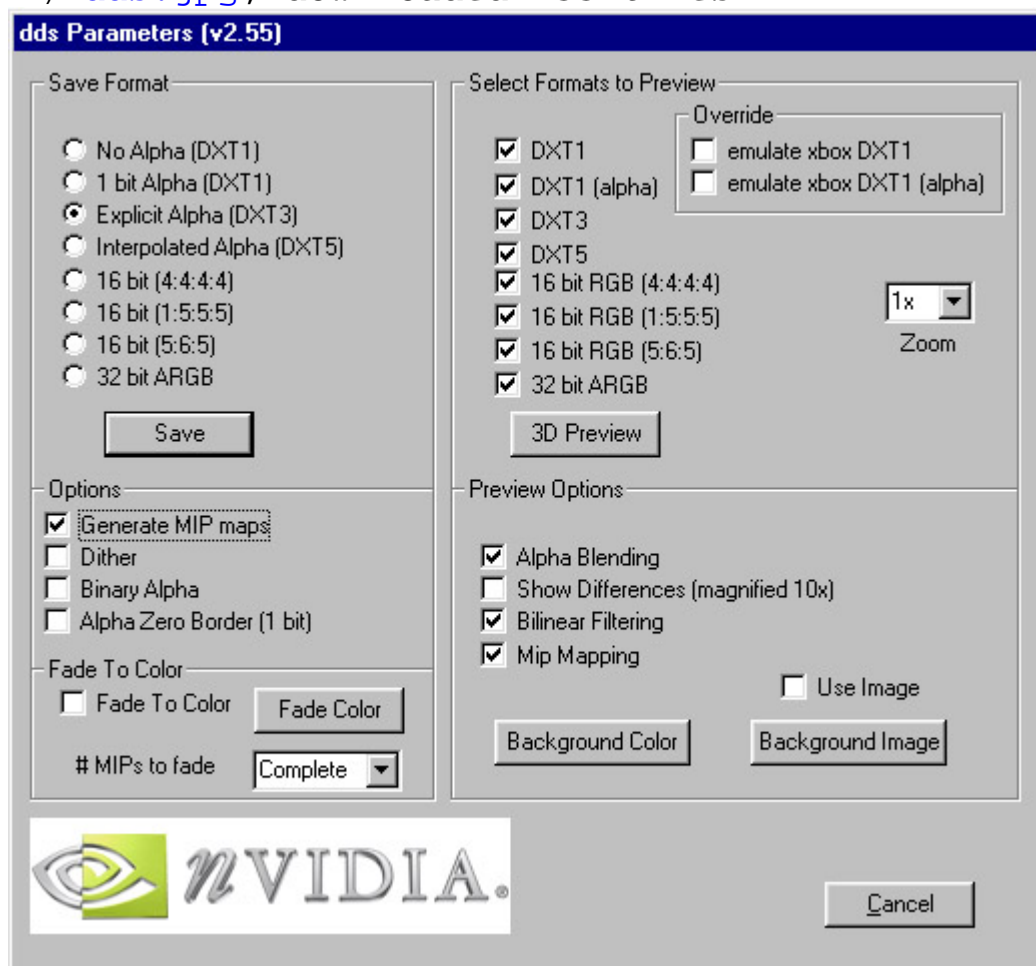 dds Parameters (v2.55)
Save Format
No Alpha (DXT1)
1 bit Alpha (DXT1)
Explicit Alpha (DXT3)
Interpolated Alpha (DXT5)
16 bit (4:4:4:4)
16 bit (1:5:5:5)
16 bit (5:6:5)
32 bit ARGB
Save
Select Formats to Preview
Override
emulate xbox DXT1
emulate xbox DXT1 (alpha)
DXT1
DXT1 (alpha)
DXT3
DXT5
16 bit RGB (4:4:4:4)
16 bit RGB (1:5:5:5)
16 bit RGB (5:6:5)
32 bit ARGB
1x
Zoom
3D Preview
Options
Generate MIP maps
Dither
Binary Alpha
Alpha Zero Border (1 bit)
Preview Options
Alpha Blending
Show Differences (magnified 10x)
Bilinear Filtering
Mip Mapping
Use Image
Background Color
Background Image
Fade To Color
Fade To Color
Fade Color
# MIPs to fade
Complete
nVIDIA.
Cancel